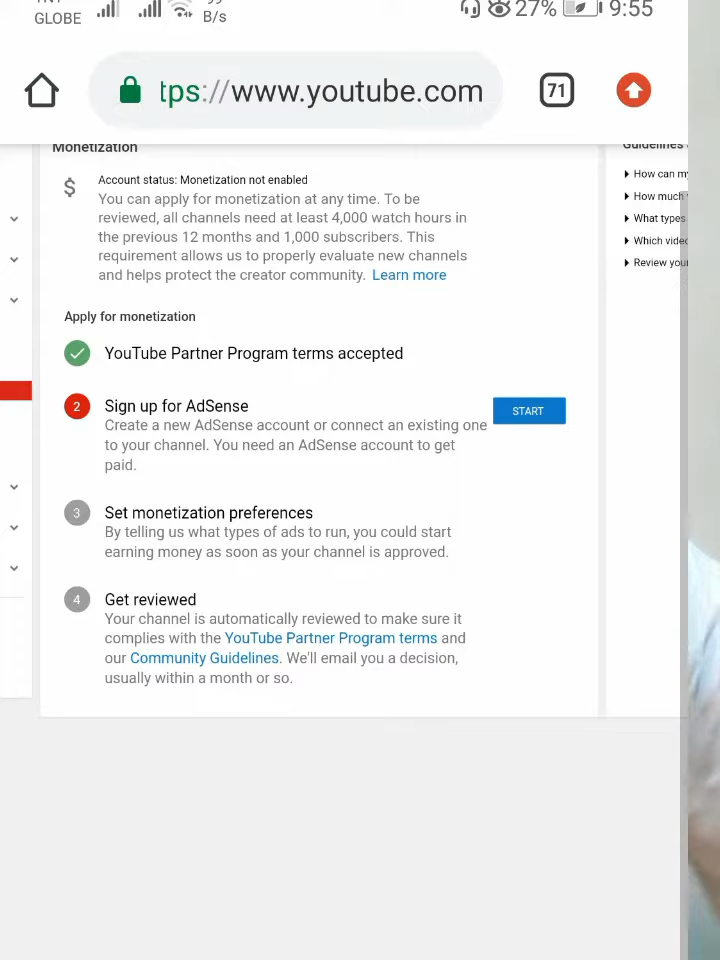 GLOBE
B/s
27%
9:55
tps://www.youtube.com
71
Monetization
Account status: Monetization not enabled
You can apply for monetization at any time. To be
reviewed, all channels need at least 4,000 watch hours in
the previous 12 months and 1,000 subscribers. This
requirement allows us to properly evaluate new channels
and helps protect the creator community. Learn more
Apply for monetization
YouTube Partner Program terms accepted
2
Sign up for AdSense
START
Create a new AdSense account or connect an existing one
to your channel. You need an AdSense account to get
paid.
3
Set monetization preferences
By telling us what types of ads to run, you could start
earning money as soon as your channel is approved.
4
Get reviewed
Your channel is automatically reviewed to make sure it
complies with the YouTube Partner Program terms and
our Community Guidelines. We'll email you a decision,
usually within a month or so.
Guidelines
How can my
How much
What types
Which video
Review your